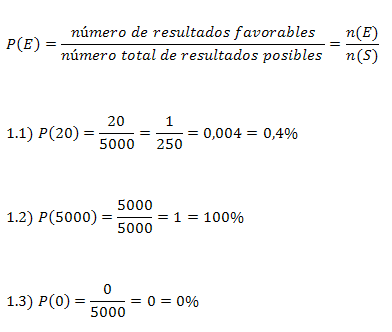 P(E) = número de resultados favorables / número total de resultados posibles = n(E) / n(S)
1.1) P(20) = 20/5000 = 1/250 = 0,004 = 0,4%
1.2) P(5000) = 5000/5000 = 1 = 100%
1.3) P(0) = 0/5000 = 0 = 0%